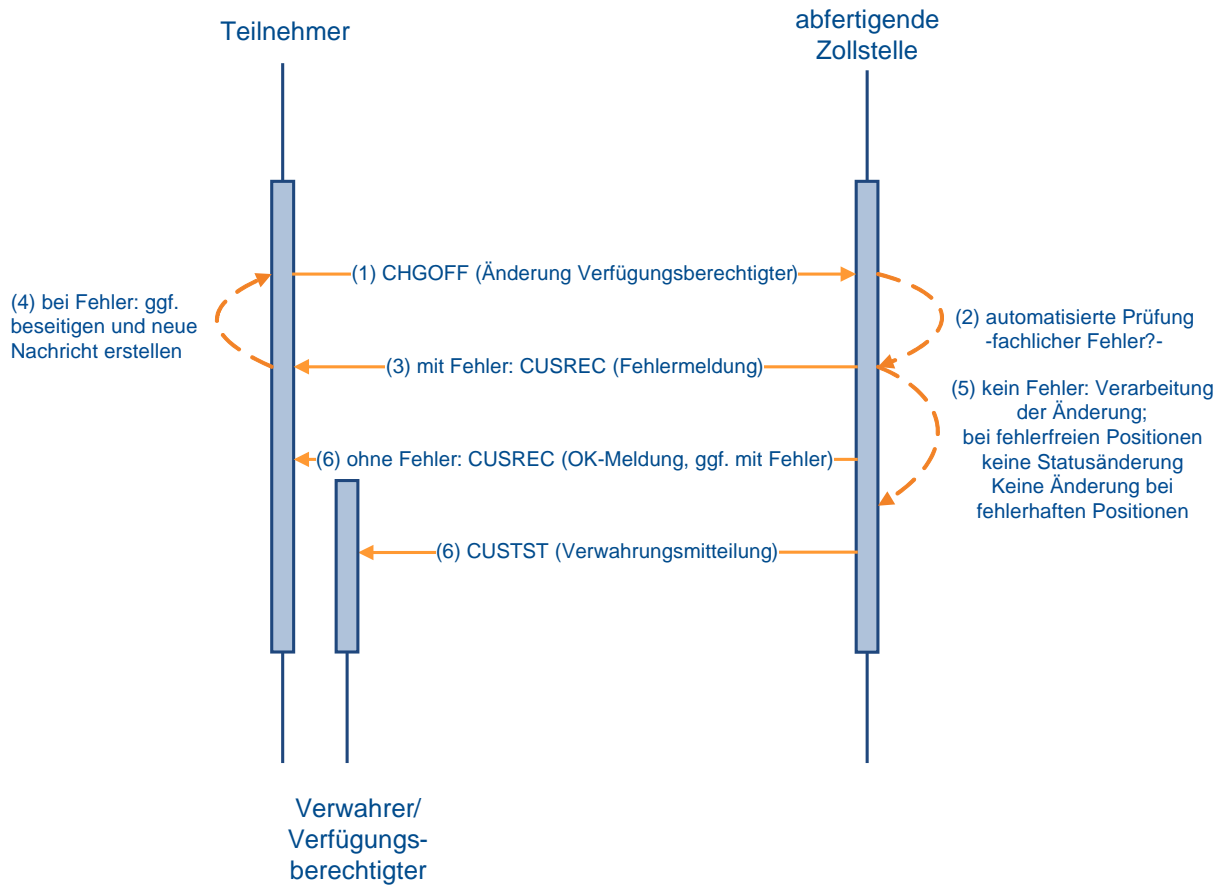 Teilnehmer
abfertigende
Zollstelle
(1) CHGOFF (Änderung Verfügungsberechtigter)
(4) bei Fehler: ggf.
beseitigen und neue
Nachricht erstellen
(2) automatisierte Prüfung
-fachlicher Fehler?-
(3) mit Fehler: CUSREC (Fehlermeldung)
(5) kein Fehler: Verarbeitung
der Änderung;
bei fehlerfreien Positionen
keine Statusänderung
Keine Änderung bei
fehlerhaften Positionen
(6) ohne Fehler: CUSREC (OK-Meldung, ggf. mit Fehler)
(6) CUSTST (Verwahrungsmitteilung)
Verwahrer/
Verfügungs-
berechtigter